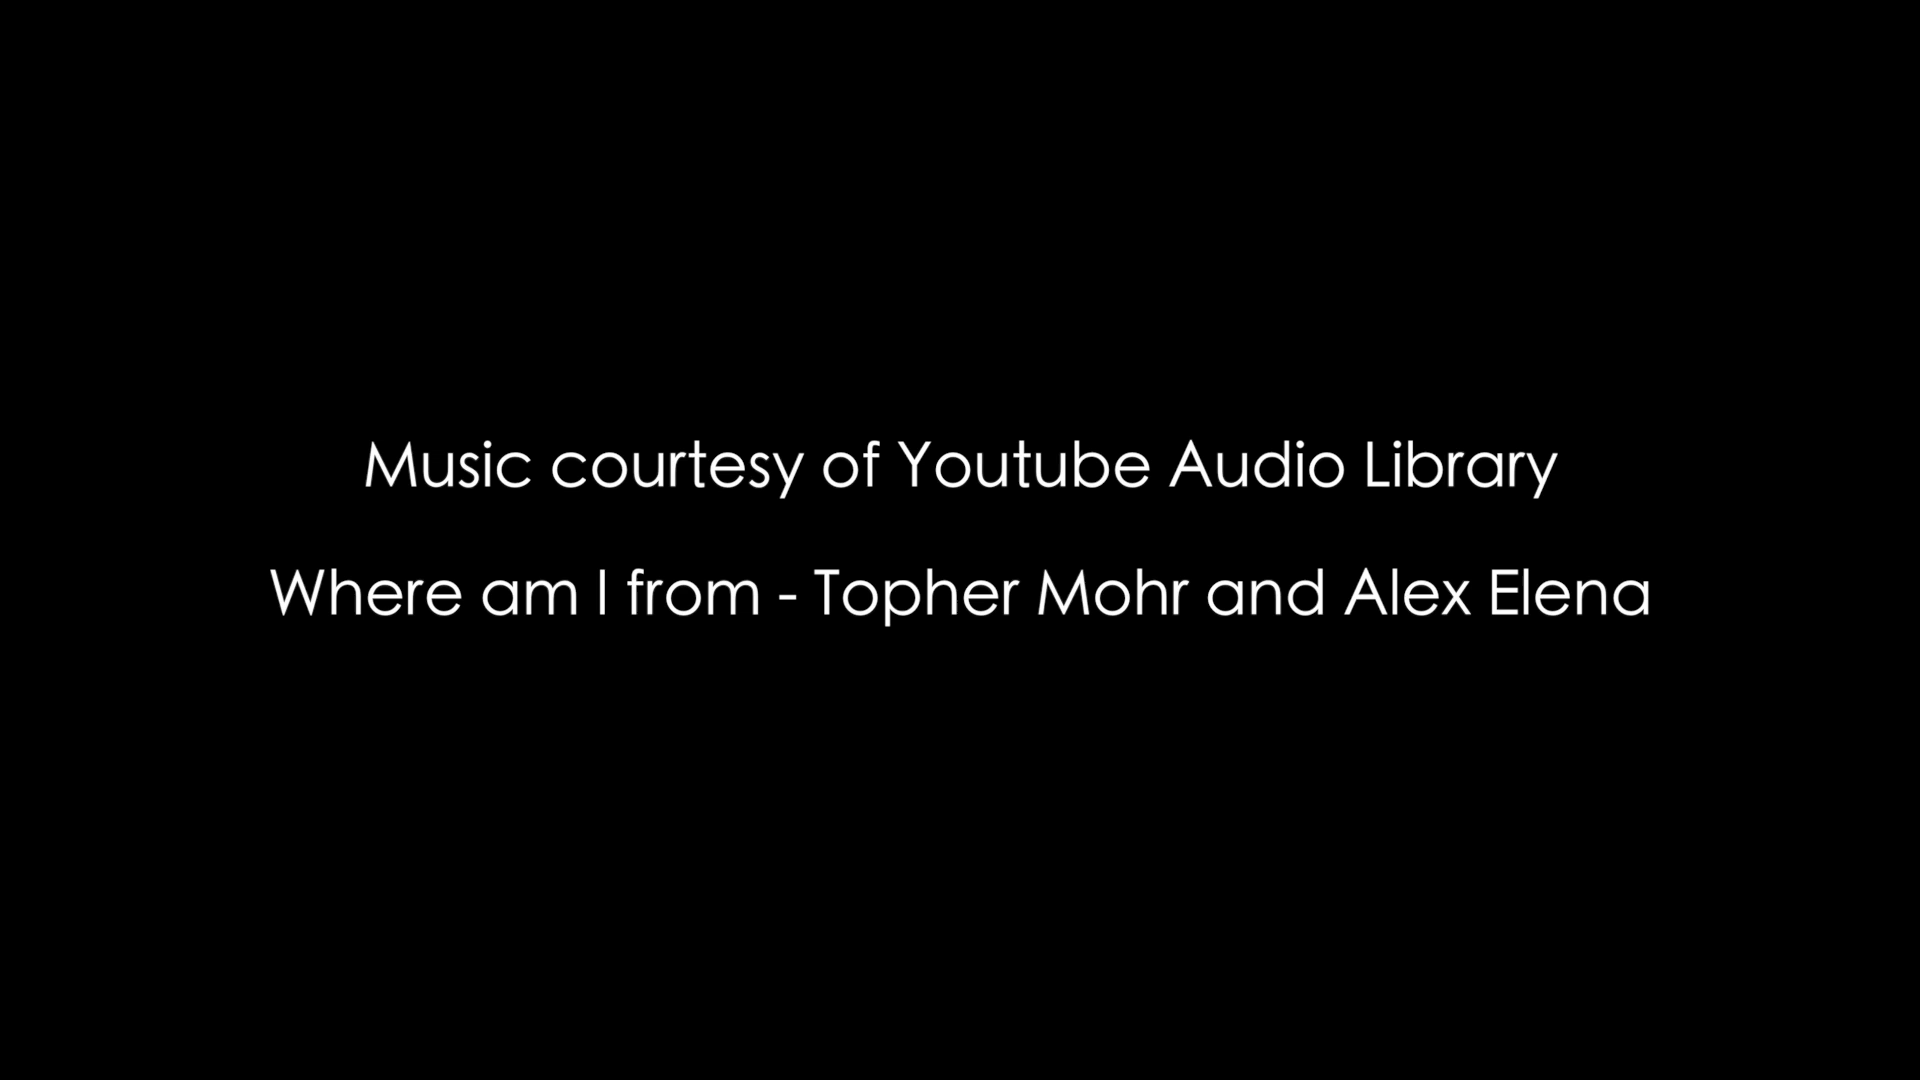 Music courtesy of Youtube Audio Library
Where am I from - Topher Mohr and Alex Elena